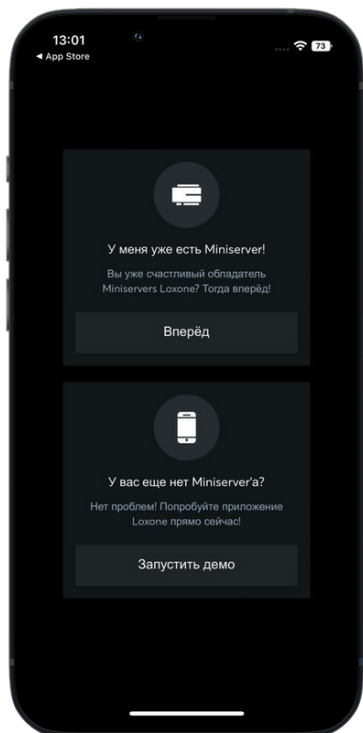 13:01
73
◀ App Store
У меня уже есть Miniserver!
Вы уже счастливый обладатель
Miniservers Loxone? Тогда вперёд!
Вперёд
У вас еще нет Miniserver'а?
Нет проблем! Попробуйте приложение
Loxone прямо сейчас!
Запустить демо